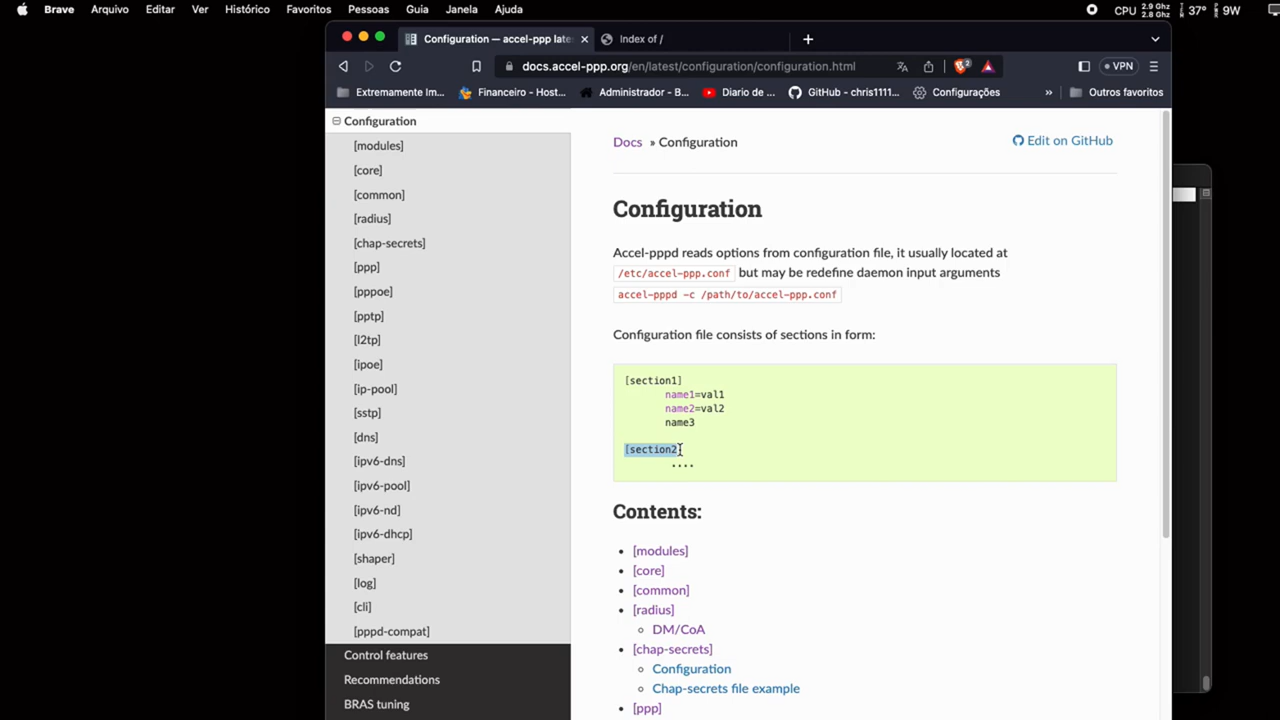 Brave Arquivo Editar Ver Histórico Favoritos Pessoas Guia Janela Ajuda CPU 2.9 Ghz 2.8 Ghz 37° 9W
Configuration — accel-ppp late Index of /
docs.accel-ppp.org/en/latest/configuration/configuration.html 2 VPN
Extremamente Im... Financeiro - Host... Administrador - B... Diario de ... GitHub - chris1111... Configurações » Outros favoritos
Configuration
[modules]
[core]
[common]
[radius]
[chap-secrets]
[ppp]
[pppoe]
[pptp]
[l2tp]
[ipoe]
[ip-pool]
[sstp]
[dns]
[ipv6-dns]
[ipv6-pool]
[ipv6-nd]
[ipv6-dhcp]
[shaper]
[log]
[cli]
[pppd-compat]
Control features
Recommendations
BRAS tuning
Docs » Configuration Edit on GitHub
Configuration
Accel-pppd reads options from configuration file, it usually located at
/etc/accel-ppp.conf but may be redefine daemon input arguments
accel-pppd -c /path/to/accel-ppp.conf
Configuration file consists of sections in form:
[section1]
name1=val1
name2=val2
name3
[section2]
....
Contents:
• [modules]
• [core]
• [common]
• [radius]
○ DM/CoA
• [chap-secrets]
○ Configuration
○ Chap-secrets file example
• [ppp]